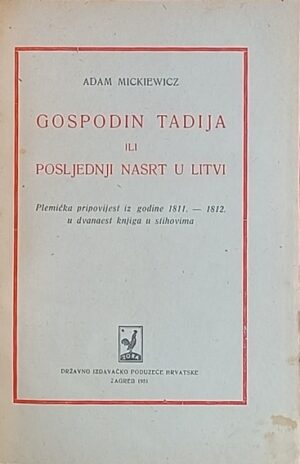 ADAM MICKIEWICZ
GOSPODIN TADIJA
ILI
POSLJEDNJI NASRT U LITVI
Plemićka pripovijest iz godine 1811. — 1812.
u dvanaest knjiga u stihovima
ZORA
DRŽAVNO IZDAVAČKO PODUZEĆE HRVATSKE
ZAGREB 1951